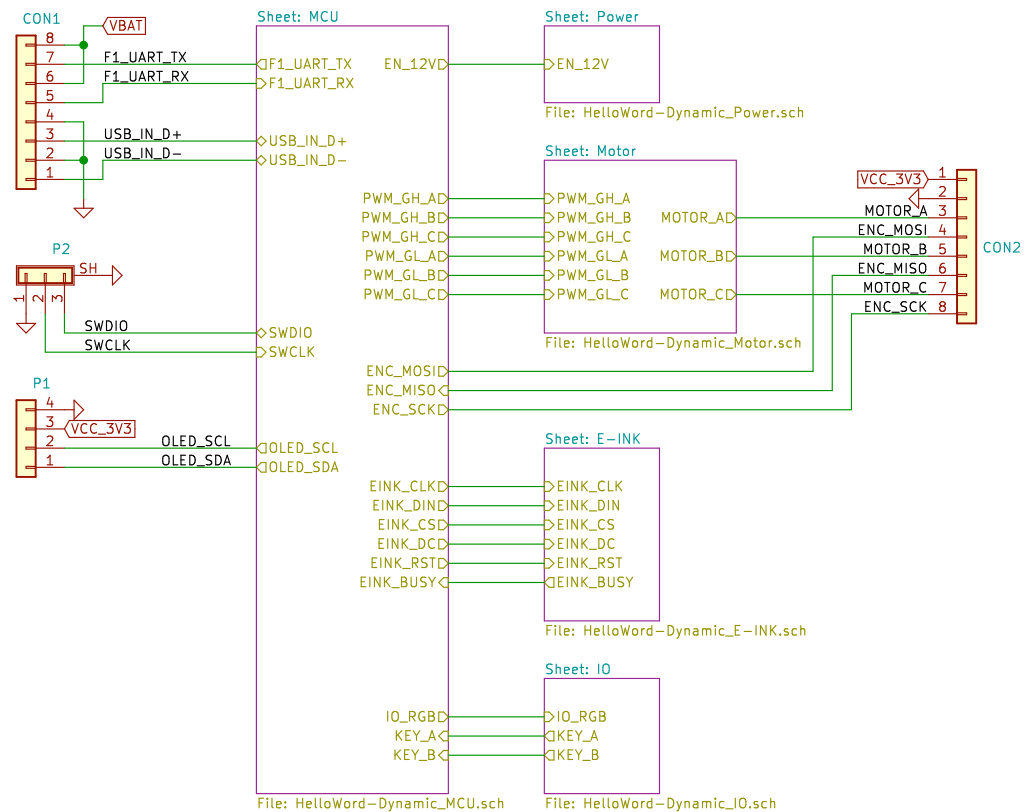 CON1
VBAT
8
7
6
5
4
3
2
1
F1_UART_TX
F1_UART_RX
USB_IN_D+
USB_IN_D-
P2
SH
1
2
3
SWDIO
SWCLK
P1
4
3
2
1
VCC_3V3
OLED_SCL
OLED_SDA
Sheet: MCU
F1_UART_TX
F1_UART_RX
USB_IN_D+
USB_IN_D-
SWDIO
SWCLK
OLED_SCL
OLED_SDA
EN_12V
PWM_GH_A
PWM_GH_B
PWM_GH_C
PWM_GL_A
PWM_GL_B
PWM_GL_C
ENC_MOSI
ENC_MISO
ENC_SCK
EINK_CLK
EINK_DIN
EINK_CS
EINK_DC
EINK_RST
EINK_BUSY
IO_RGB
KEY_A
KEY_B
File: HelloWord-Dynamic_MCU.sch
Sheet: Power
EN_12V
File: HelloWord-Dynamic_Power.sch
Sheet: Motor
PWM_GH_A
PWM_GH_B
PWM_GH_C
PWM_GL_A
PWM_GL_B
PWM_GL_C
MOTOR_A
MOTOR_B
MOTOR_C
File: HelloWord-Dynamic_Motor.sch
Sheet: E-INK
EINK_CLK
EINK_DIN
EINK_CS
EINK_DC
EINK_RST
EINK_BUSY
File: HelloWord-Dynamic_E-INK.sch
Sheet: IO
IO_RGB
KEY_A
KEY_B
File: HelloWord-Dynamic_IO.sch
VCC_3V3
MOTOR_A
ENC_MOSI
MOTOR_B
ENC_MISO
MOTOR_C
ENC_SCK
1
2
3
4
5
6
7
8
CON2